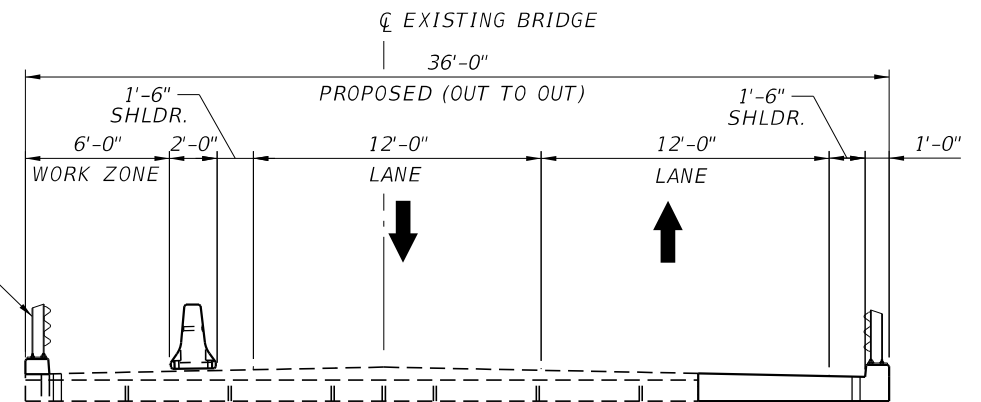 ℄ EXISTING BRIDGE
36'-0"
PROPOSED (OUT TO OUT)
1'-6"
SHLDR.
1'-6"
SHLDR.
6'-0" 2'-0" 12'-0" 12'-0" 1'-0"
WORK ZONE LANE LANE